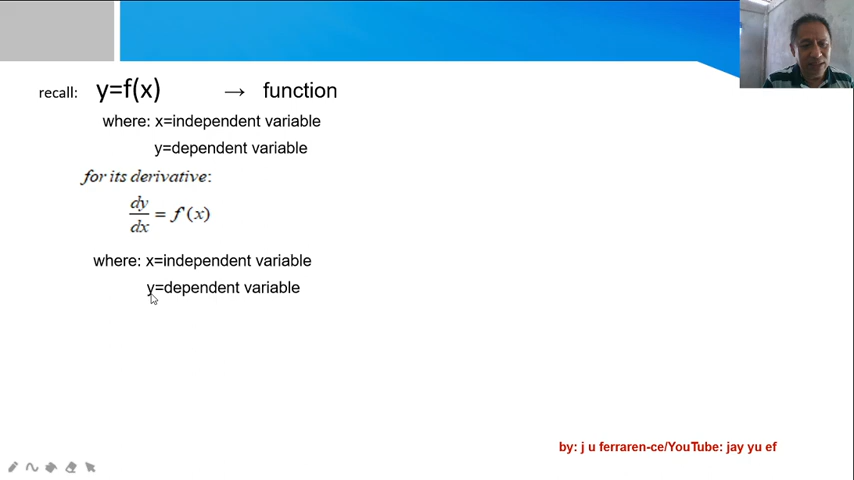 recall: y=f(x) → function
where: x=independent variable
y=dependent variable
for its derivative:
dy/dx = f'(x)
where: x=independent variable
y=dependent variable
by: j u ferraren-ce/YouTube: jay yu ef